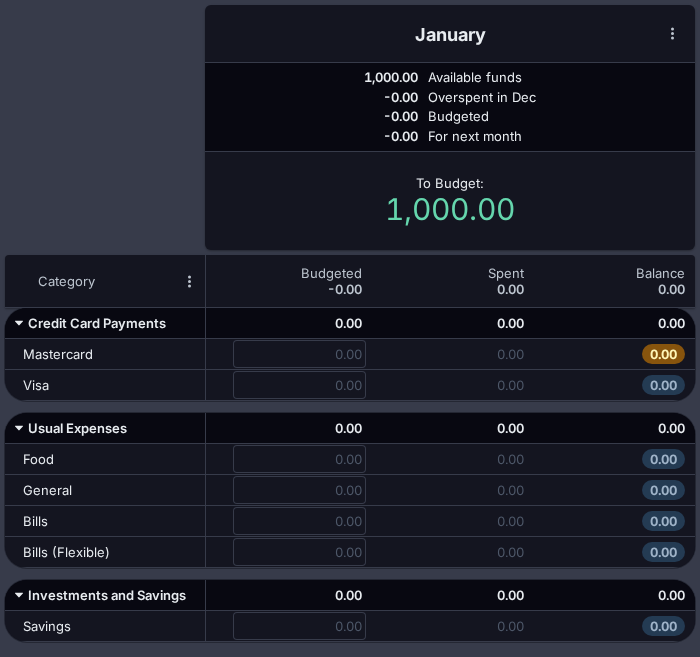 January
1,000.00 Available funds
-0.00 Overspent in Dec
-0.00 Budgeted
-0.00 For next month
To Budget:
1,000.00
Category Budgeted Spent Balance
-0.00 0.00 0.00
Credit Card Payments 0.00 0.00 0.00
Mastercard 0.00 0.00 0.00
Visa 0.00 0.00 0.00
Usual Expenses 0.00 0.00 0.00
Food 0.00 0.00 0.00
General 0.00 0.00 0.00
Bills 0.00 0.00 0.00
Bills (Flexible) 0.00 0.00 0.00
Investments and Savings 0.00 0.00 0.00
Savings 0.00 0.00 0.00